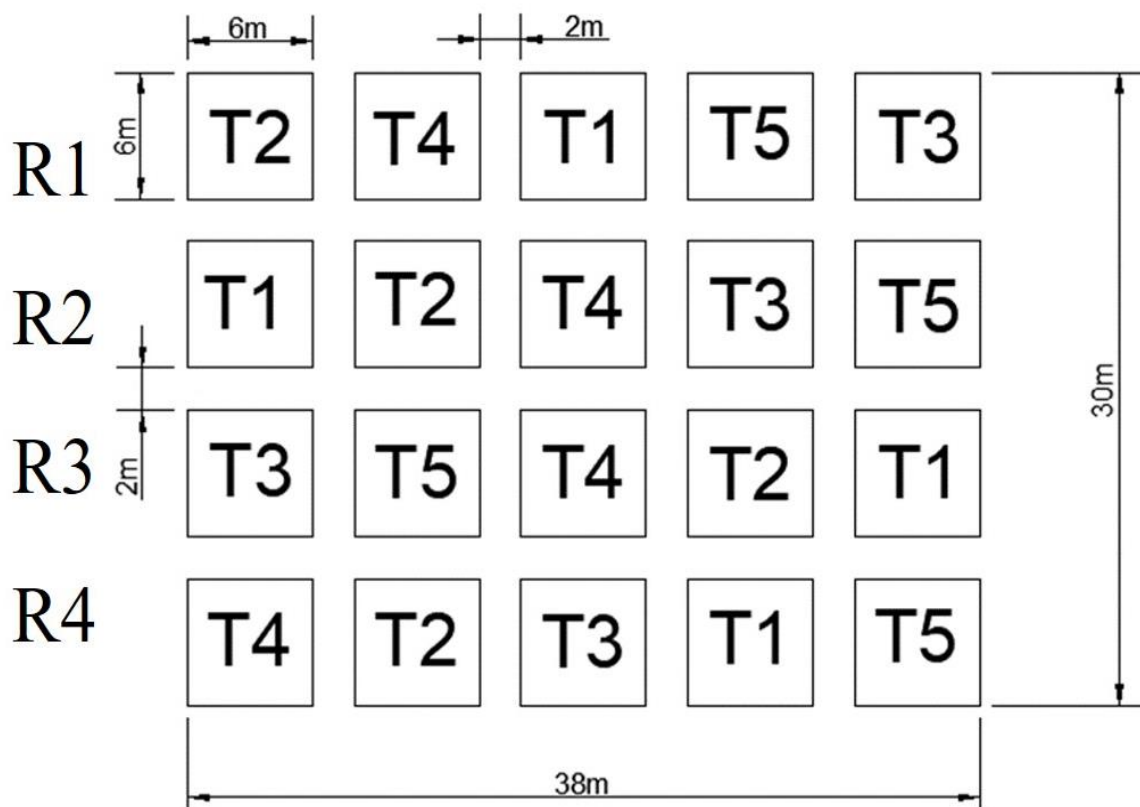 6m 2m
R1 6m T2 T4 T1 T5 T3
R2 T1 T2 T4 T3 T5
30m
R3 2m T3 T5 T4 T2 T1
R4 T4 T2 T3 T1 T5
38m